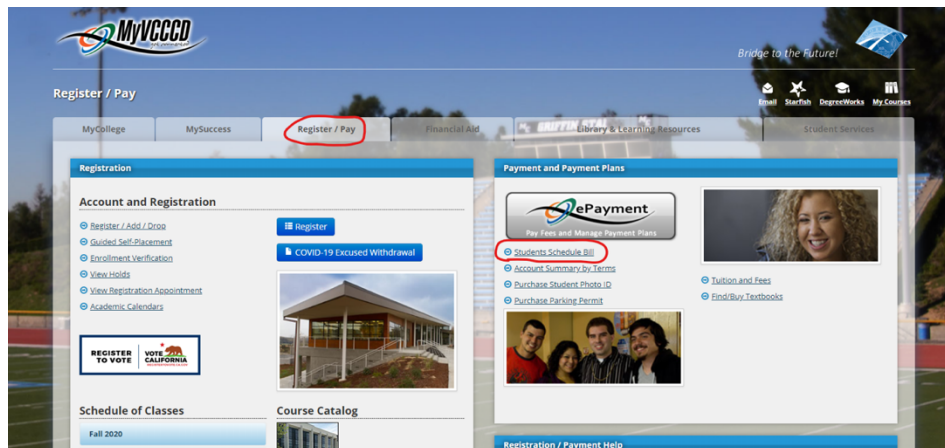 MyVCCCD
Bridge to the Future!
Register / Pay
Email Starfish DegreeWorks My Courses
MyCollege MySuccess Register / Pay Financial Aid Library & Learning Resources Student Services
Registration
Account and Registration
Register / Add / Drop
Guided Self-Placement
Enrollment Verification
View Holds
View Registration Appointment
Academic Calendars
Register
COVID-19 Excused Withdrawal
REGISTER TO VOTE
VOTE CALIFORNIA
Schedule of Classes
Fall 2020
Course Catalog
Payment and Payment Plans
ePayment
Pay Fees and Manage Payment Plans
Students Schedule Bill
Account Summary by Terms
Purchase Student Photo ID
Purchase Parking Permit
Tuition and Fees
Find/Buy Textbooks
Registration / Payment Help